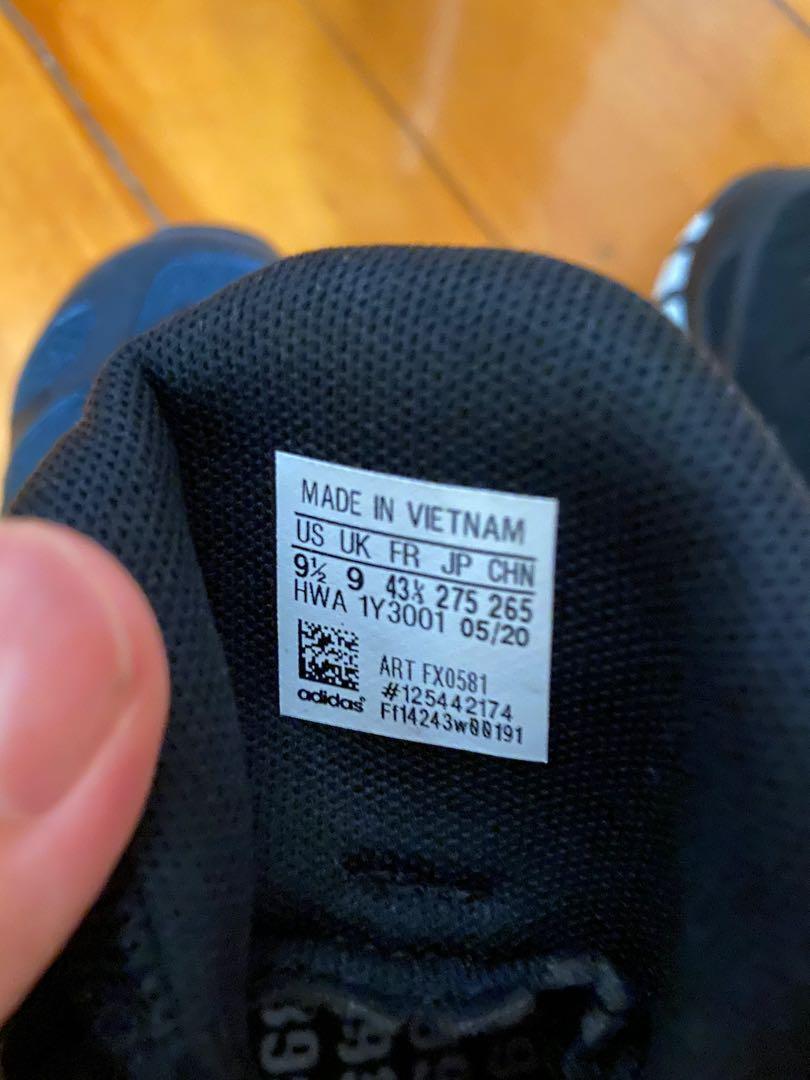 MADE IN VIETNAM
US UK FR JP CHN
9½ 9 43⅓ 275 265
HWA 1Y3001 05/20
ART FX0581
#125442174
adidas Ff14243w00191